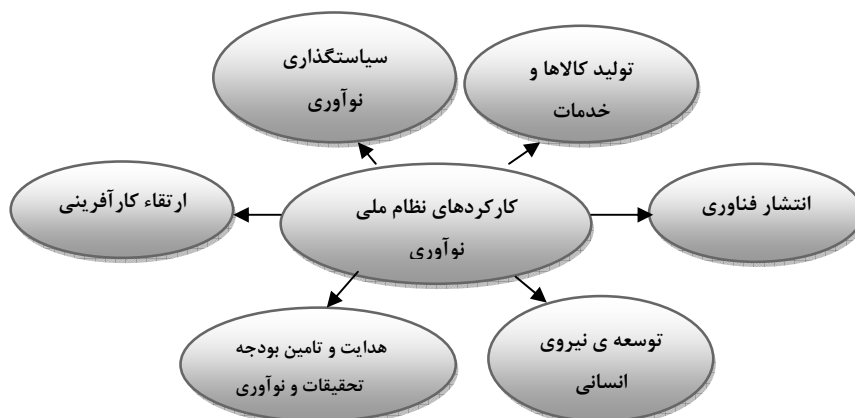 تولید کالاها و
خدمات
سیاستگذاری
نوآوری
انتشار فناوری
کارکردهای نظام ملی
نوآوری
ارتقاء کارآفرینی
توسعه ی نیروی
انسانی
هدایت و تامین بودجه
تحقیقات و نوآوری